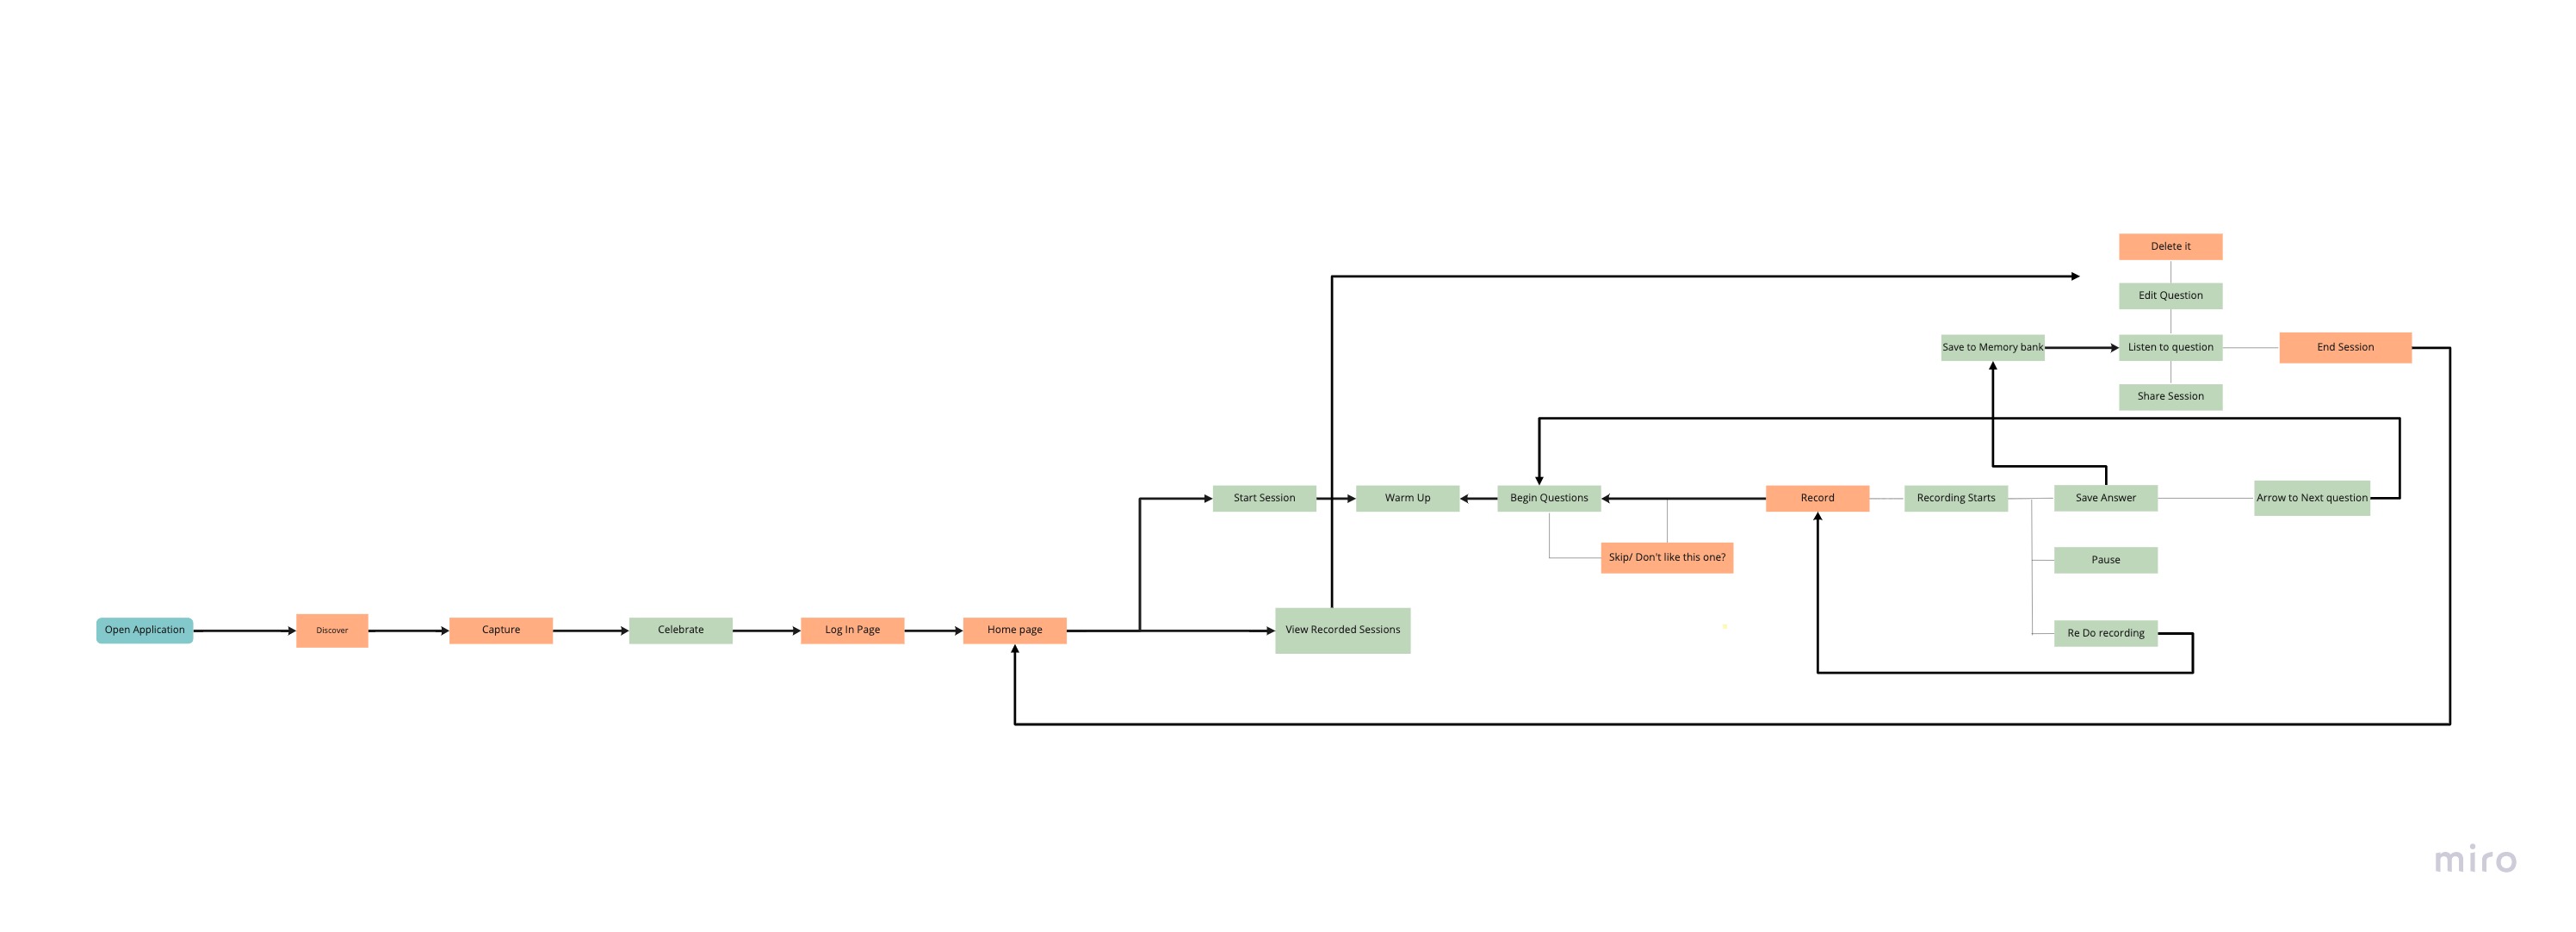 Delete it
Edit Question
Save to Memory bank
Listen to question
End Session
Share Session
Start Session
Warm Up
Begin Questions
Record
Recording Starts
Save Answer
Arrow to Next question
Skip/ Don't like this one?
Pause
Open Application
Discover
Capture
Celebrate
Log In Page
Home page
View Recorded Sessions
Re Do recording
miro